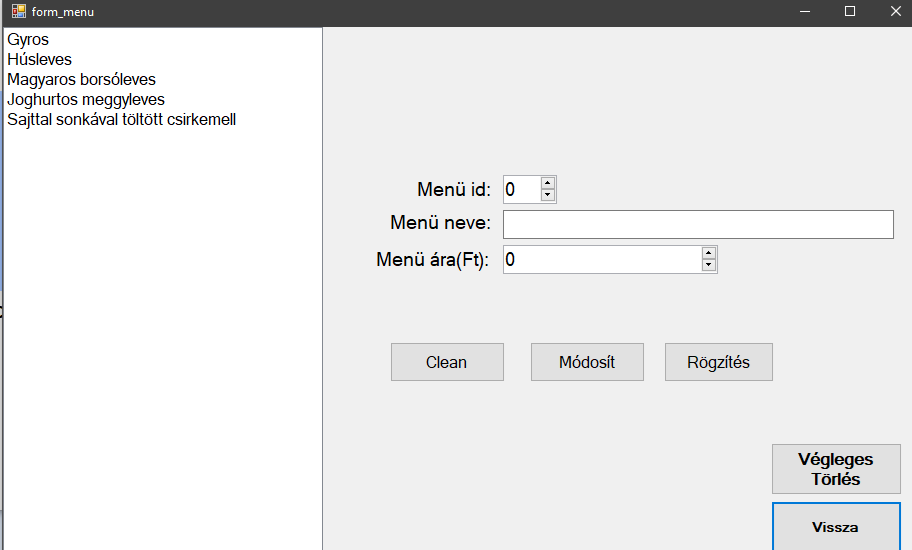 form_menu
Gyros
Húsleves
Magyaros borsóleves
Joghurtos meggyleves
Sajttal sonkával töltött csirkemell
Menü id: 0
Menü neve:
Menü ára(Ft): 0
Clean Módosít Rögzítés
Végleges
Törlés
Vissza